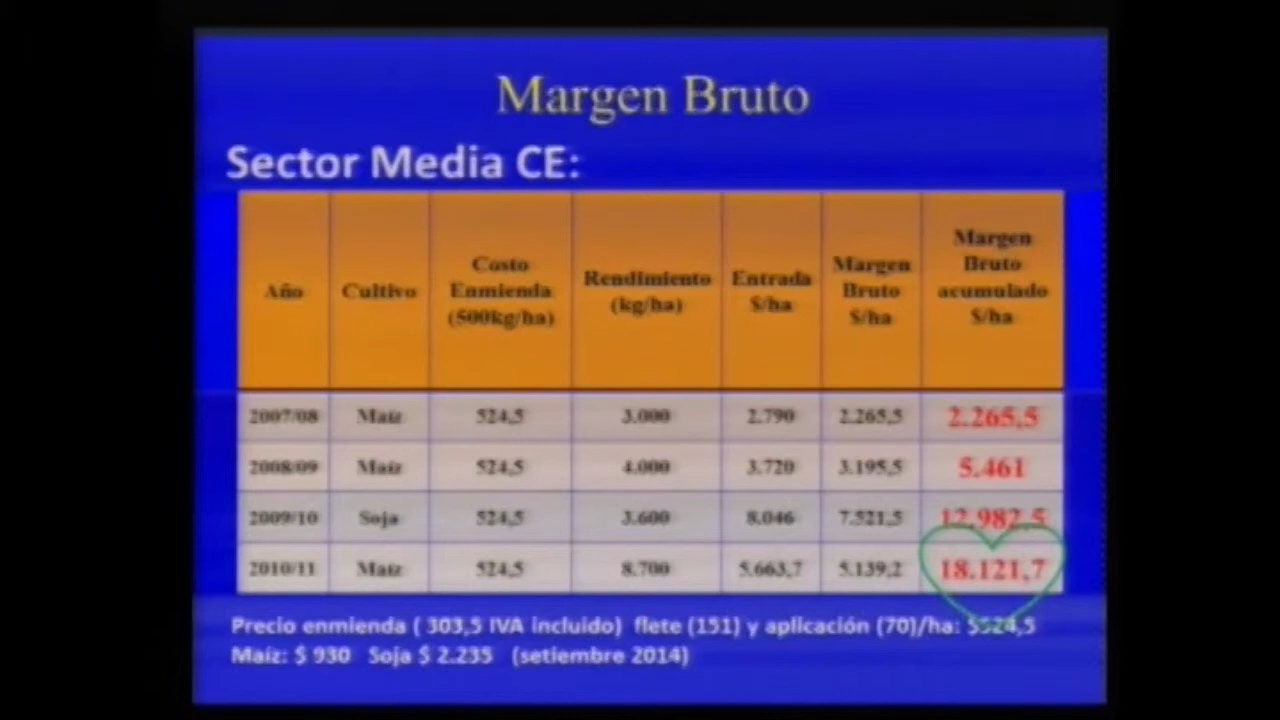 Margen Bruto
Sector Media CE:
Año Cultivo Costo Enmienda (500kg/ha) Rendimiento (kg/ha) Entrada $/ha Margen Bruto $/ha Margen Bruto acumulado $/ha
2007/08 Maíz 524,5 3.000 2.790 2.265,5 2.265,5
2008/09 Maíz 524,5 4.000 3.720 3.195,5 5.461
2009/10 Soja 524,5 3.600 8.046 7.521,5 12.982,5
2010/11 Maíz 524,5 8.700 5.663,7 5.139,2 18.121,7
Precio enmienda ( 303,5 IVA incluido) flete (151) y aplicación (70)/ha: $524,5
Maíz: $ 930 Soja $ 2.235 (setiembre 2014)